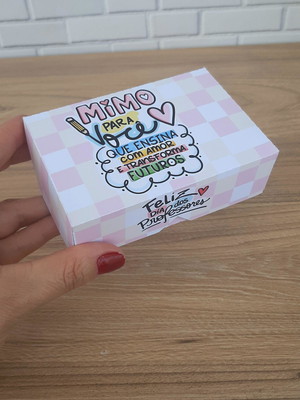 MiMO
PARA
Você
QUE ENSINA
COM AMOR
E TRANSFORMA
FUTUROS
FELIZ
DIA dos
Professores